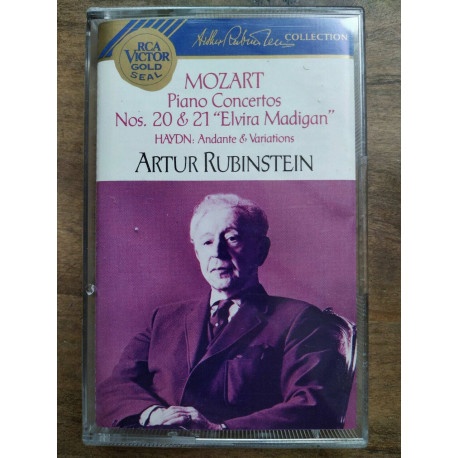 RCA
VICTOR
GOLD
SEAL
Arthur Rubinstein COLLECTION
MOZART
Piano Concertos
Nos. 20 & 21 “Elvira Madigan”
HAYDN: Andante & Variations
ARTUR RUBINSTEIN